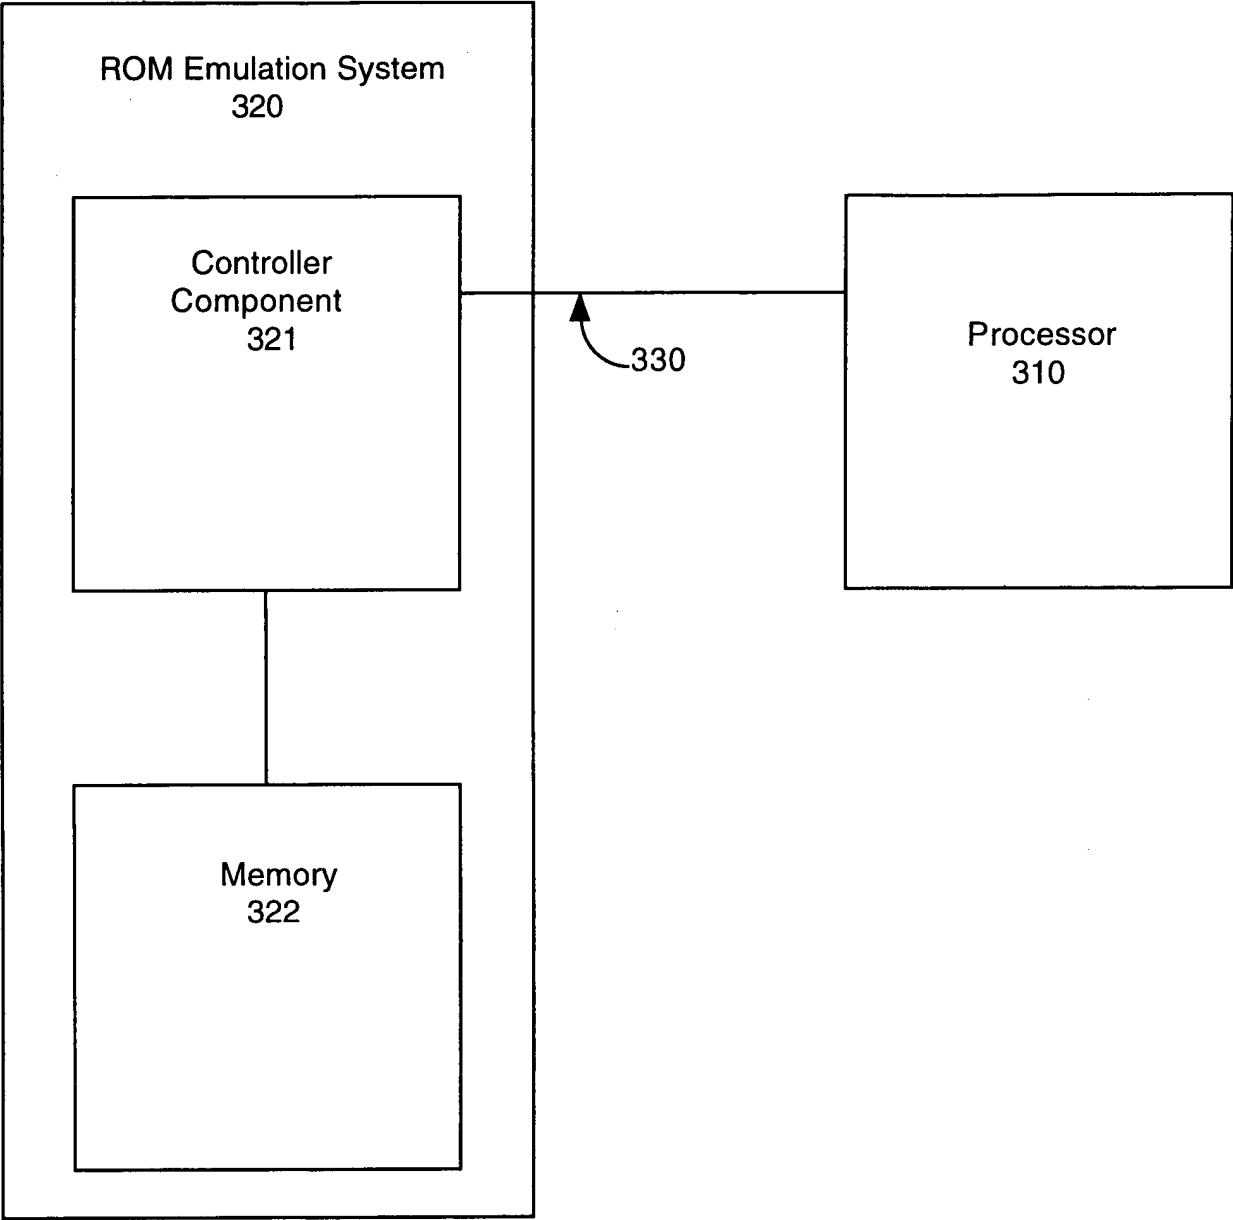 ROM Emulation System
320
Controller
Component
321
330
Processor
310
Memory
322